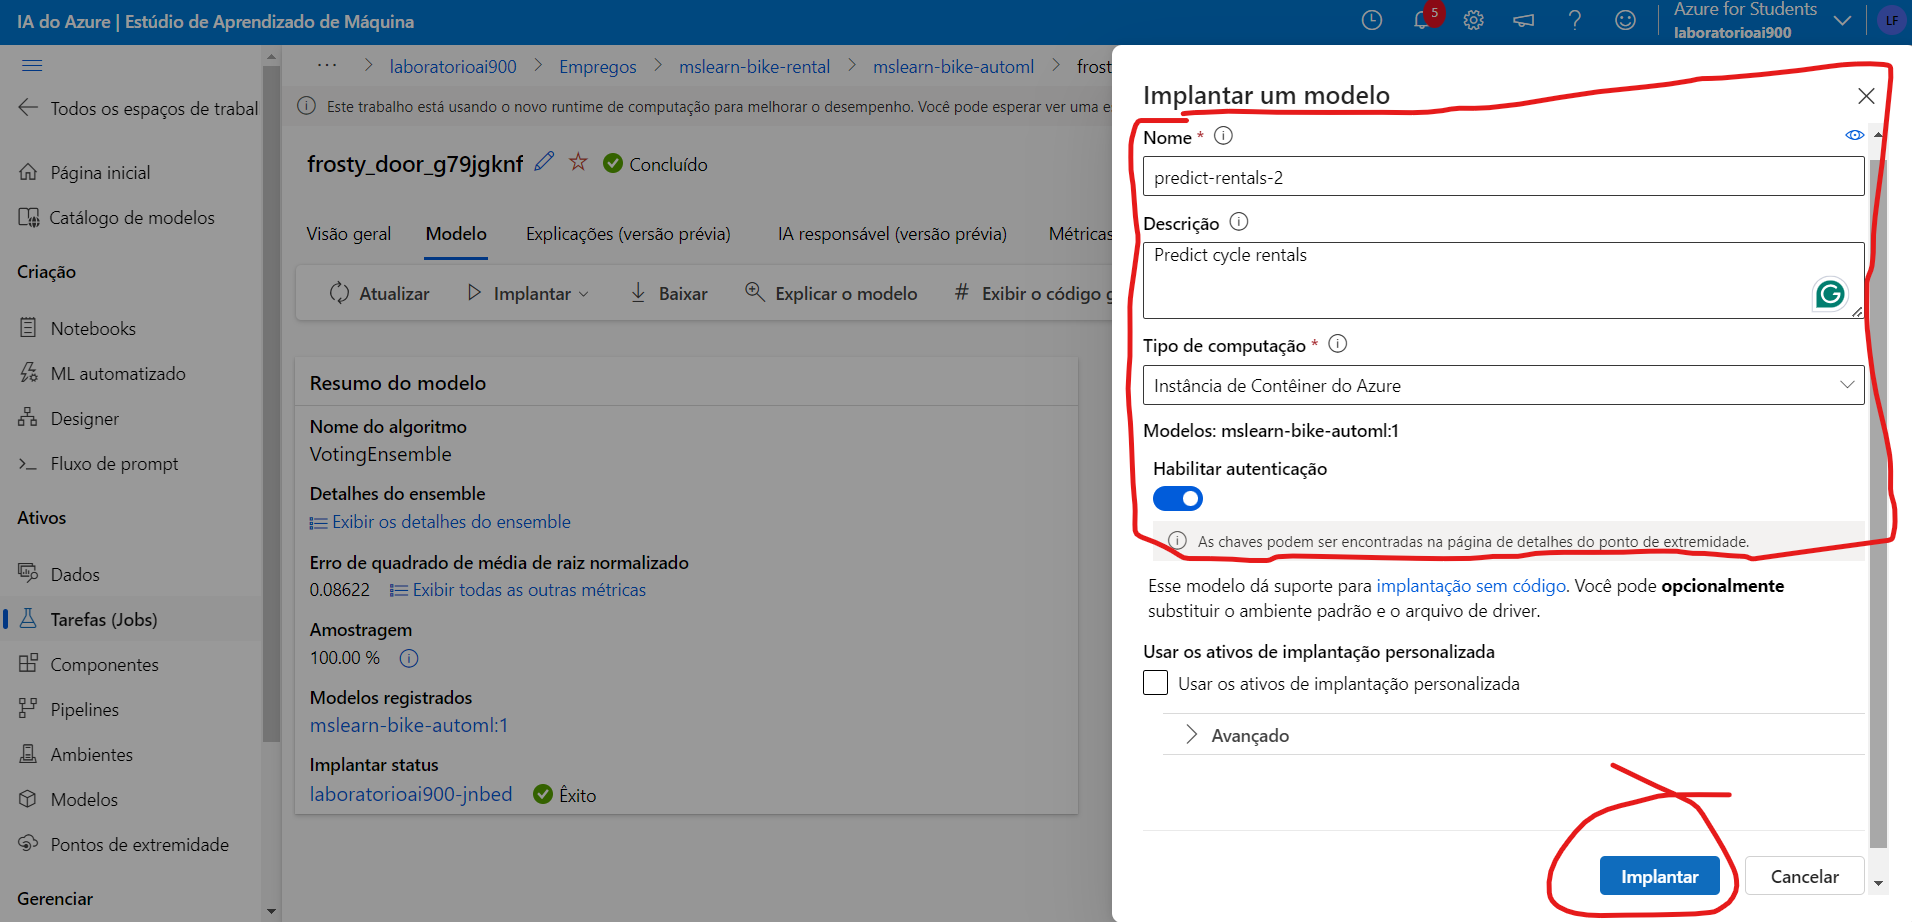 IA do Azure | Estúdio de Aprendizado de Máquina
5
Azure for Students
laboratorioai900
LF
Todos os espaços de trabal
Página inicial
Catálogo de modelos
Criação
Notebooks
ML automatizado
Designer
Fluxo de prompt
Ativos
Dados
Tarefas (Jobs)
Componentes
Pipelines
Ambientes
Modelos
Pontos de extremidade
Gerenciar
··· > laboratorioai900 > Empregos > mslearn-bike-rental > mslearn-bike-automl > frost
Este trabalho está usando o novo runtime de computação para melhorar o desempenho. Você pode esperar ver uma e
frosty_door_g79jgknf Concluído
Visão geral Modelo Explicações (versão prévia) IA responsável (versão prévia) Métricas
Atualizar Implantar Baixar Explicar o modelo # Exibir o código g
Resumo do modelo
Nome do algoritmo
VotingEnsemble
Detalhes do ensemble
Exibir os detalhes do ensemble
Erro de quadrado de média de raiz normalizado
0.08622 Exibir todas as outras métricas
Amostragem
100.00 %
Modelos registrados
mslearn-bike-automl:1
Implantar status
laboratorioai900-jnbed Êxito
Implantar um modelo
Nome *
predict-rentals-2
Descrição
Predict cycle rentals
Tipo de computação *
Instância de Contêiner do Azure
Modelos: mslearn-bike-automl:1
Habilitar autenticação
As chaves podem ser encontradas na página de detalhes do ponto de extremidade.
Esse modelo dá suporte para implantação sem código. Você pode opcionalmente
substituir o ambiente padrão e o arquivo de driver.
Usar os ativos de implantação personalizada
Usar os ativos de implantação personalizada
Avançado
Implantar Cancelar